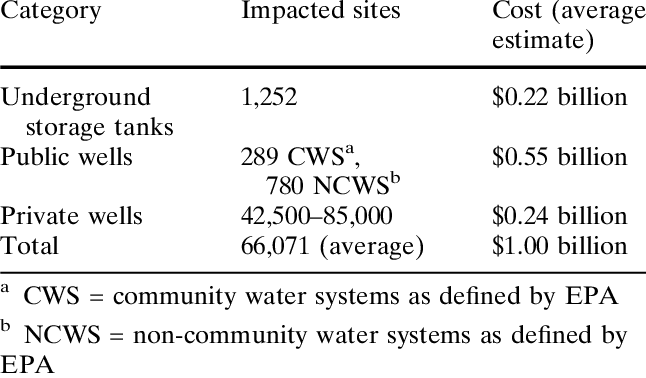 Category Impacted sites Cost (average
estimate)
Underground 1,252 $0.22 billion
storage tanks
Public wells 289 CWSᵃ, $0.55 billion
780 NCWSᵇ
Private wells 42,500–85,000 $0.24 billion
Total 66,071 (average) $1.00 billion
ᵃ CWS = community water systems as defined by EPA
ᵇ NCWS = non-community water systems as defined by
EPA